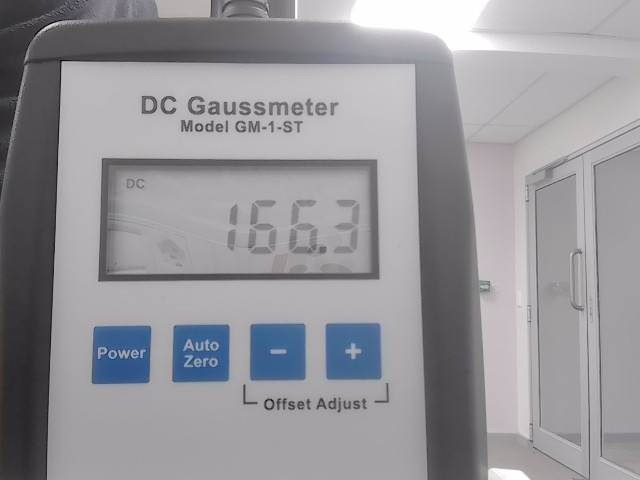 DC Gaussmeter
Model GM-1-ST
DC
166.3
Power
Auto
Zero
-
+
Offset Adjust